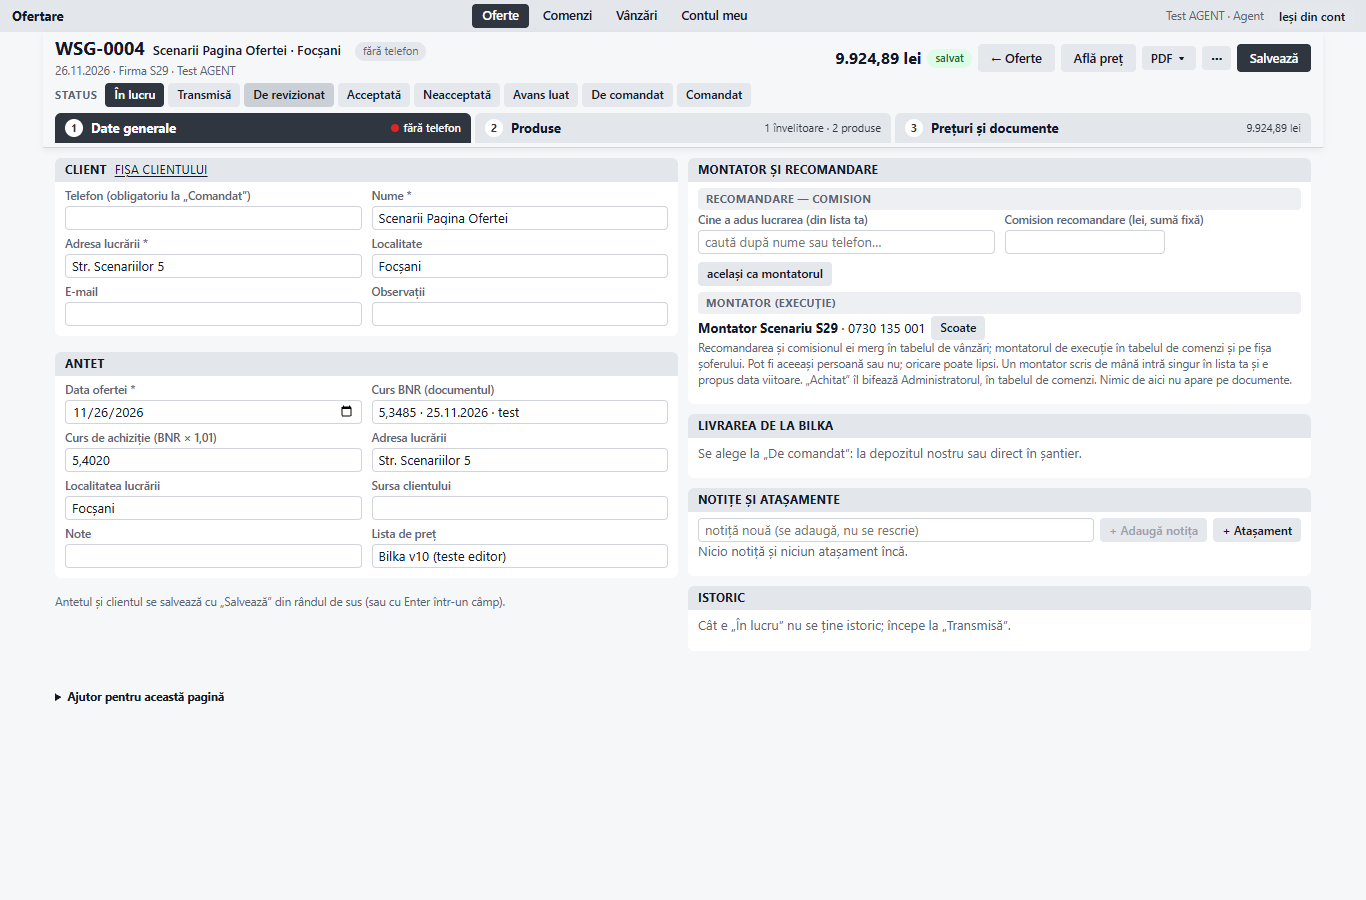 Ofertare
Oferte Comenzi Vânzări Contul meu
Test AGENT · Agent Ieși din cont
WSG-0004 Scenarii Pagina Ofertei · Focșani fără telefon
26.11.2026 · Firma S29 · Test AGENT
9.924,89 lei salvat ← Oferte Află preț PDF ▾ ··· Salvează
STATUS În lucru Transmisă De revizionat Acceptată Neacceptată Avans luat De comandat Comandat
1 Date generale fără telefon
2 Produse 1 învelitoare · 2 produse
3 Prețuri și documente 9.924,89 lei
CLIENT FIȘA CLIENTULUI
Telefon (obligatoriu la „Comandat”) Nume *
Scenarii Pagina Ofertei
Adresa lucrării * Localitate
Str. Scenariilor 5 Focșani
E-mail Observații
ANTET
Data ofertei * Curs BNR (documentul)
11/26/2026 5,3485 · 25.11.2026 · test
Curs de achiziție (BNR × 1,01) Adresa lucrării
5,4020 Str. Scenariilor 5
Localitatea lucrării Sursa clientului
Focșani
Note Lista de preț
Bilka v10 (teste editor)
Antetul și clientul se salvează cu „Salvează” din rândul de sus (sau cu Enter într-un câmp).
MONTATOR ȘI RECOMANDARE
RECOMANDARE — COMISION
Cine a adus lucrarea (din lista ta) Comision recomandare (lei, sumă fixă)
caută după nume sau telefon...
același ca montatorul
MONTATOR (EXECUȚIE)
Montator Scenariu S29 · 0730 135 001 Scoate
Recomandarea și comisionul ei merg în tabelul de vânzări; montatorul de execuție în tabelul de comenzi și pe fișa
șoferului. Pot fi aceeași persoană sau nu; oricare poate lipsi. Un montator scris de mână intră singur în lista ta și e
propus data viitoare. „Achitat” îl bifează Administratorul, în tabelul de comenzi. Nimic de aici nu apare pe documente.
LIVRAREA DE LA BILKA
Se alege la „De comandat”: la depozitul nostru sau direct în șantier.
NOTIȚE ȘI ATAȘAMENTE
notiță nouă (se adaugă, nu se rescrie) + Adaugă notița + Atașament
Nicio notiță și niciun atașament încă.
ISTORIC
Cât e „În lucru” nu se ține istoric; începe la „Transmisă”.
▸ Ajutor pentru această pagină